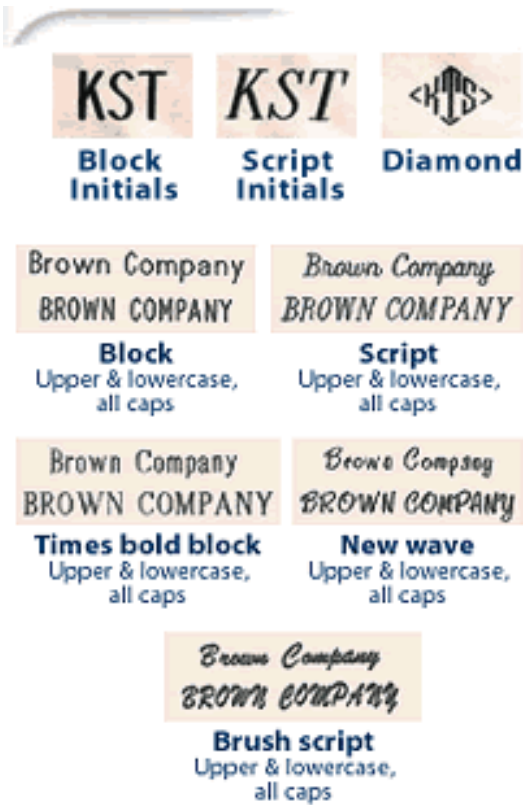 KST KST <KTS>
Block Script Diamond
Initials Initials
Brown Company Brown Company
BROWN COMPANY BROWN COMPANY
Block Script
Upper & lowercase, Upper & lowercase,
all caps all caps
Brown Company Brown Company
BROWN COMPANY BROWN COMPANY
Times bold block New wave
Upper & lowercase, Upper & lowercase,
all caps all caps
Brown Company
BROWN COMPANY
Brush script
Upper & lowercase,
all caps